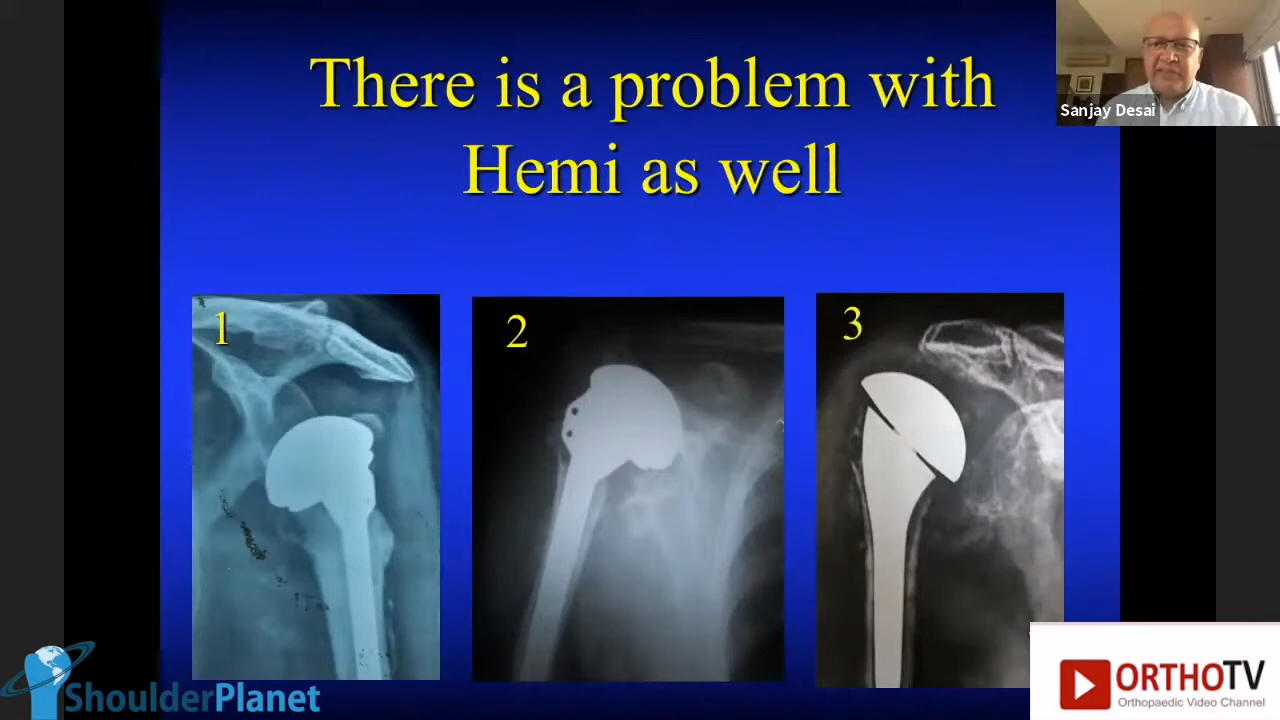 There is a problem with
Hemi as well
Sanjay Desai
1
2
3
ShoulderPlanet
ORTHOTV
Orthopaedic Video Channel